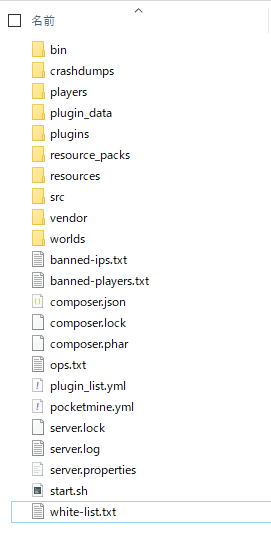 名前
bin
crashdumps
players
plugin_data
plugins
resource_packs
resources
src
vendor
worlds
banned-ips.txt
banned-players.txt
composer.json
composer.lock
composer.phar
ops.txt
plugin_list.yml
pocketmine.yml
server.lock
server.log
server.properties
start.sh
white-list.txt